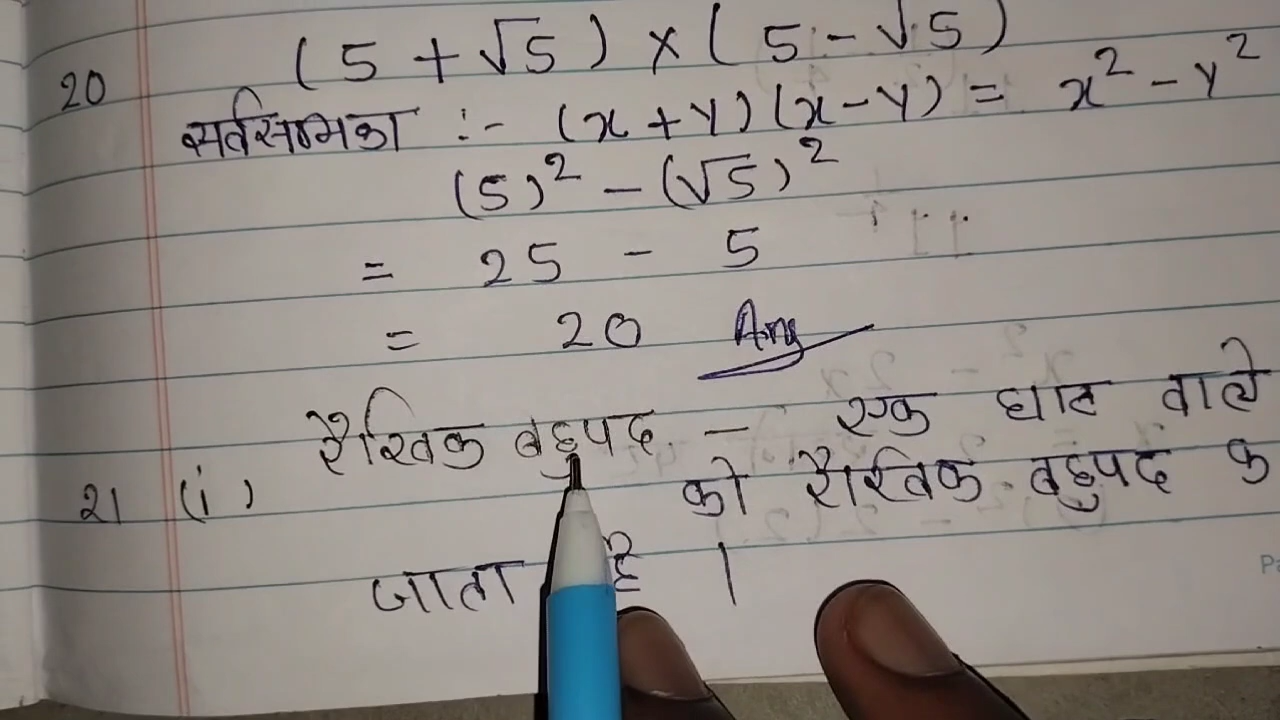 (5 + √5) × (5 - √5)
20
सर्वसमिका :- (x + y) (x - y) = x² - y²
(5)² - (√5)²
= 25 - 5
= 20 Ans
21 (i) रैखिक बहुपद - एक घात वाले
को रैखिक बहुपद क
जाता है ।